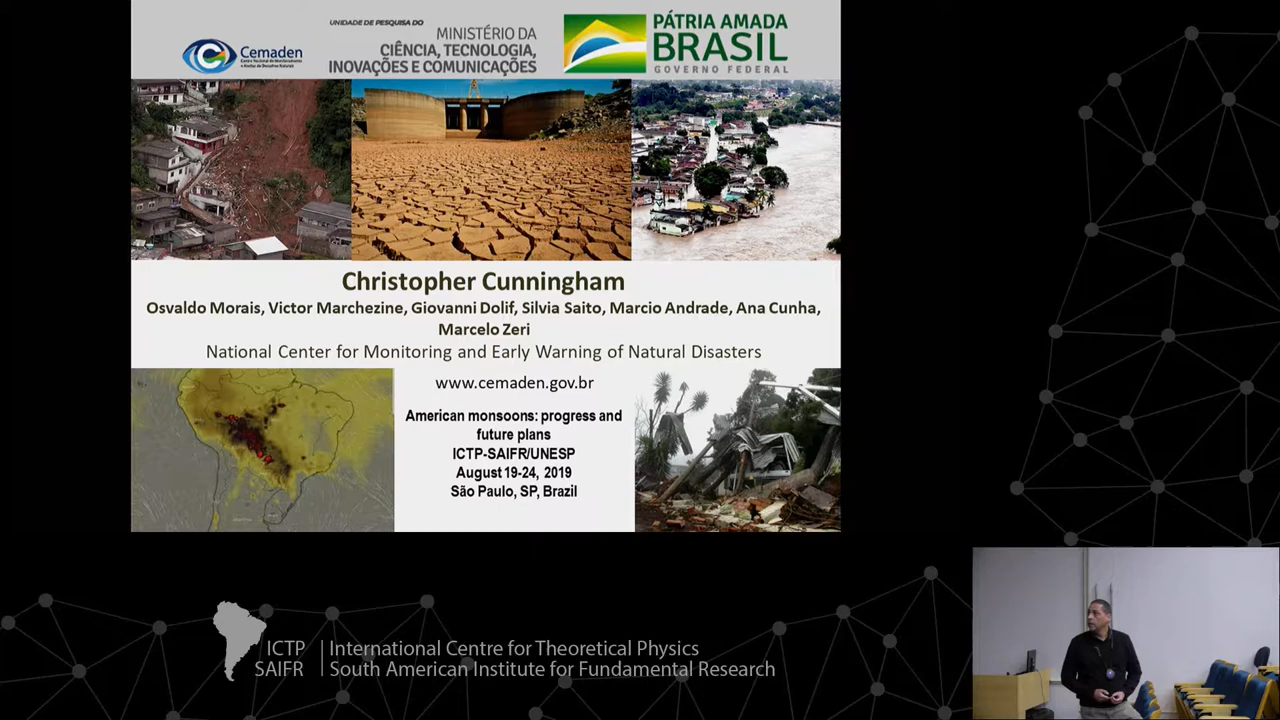 Cemaden
Centro Nacional de Monitoramento
e Alertas de Desastres Naturais
UNIDADE DE PESQUISA DO
MINISTÉRIO DA
CIÊNCIA, TECNOLOGIA,
INOVAÇÕES E COMUNICAÇÕES
PÁTRIA AMADA
BRASIL
GOVERNO FEDERAL
Christopher Cunningham
Osvaldo Morais, Victor Marchezine, Giovanni Dolif, Silvia Saito, Marcio Andrade, Ana Cunha,
Marcelo Zeri
National Center for Monitoring and Early Warning of Natural Disasters
www.cemaden.gov.br
American monsoons: progress and
future plans
ICTP-SAIFR/UNESP
August 19-24, 2019
São Paulo, SP, Brazil
ICTP
SAIFR
International Centre for Theoretical Physics
South American Institute for Fundamental Research